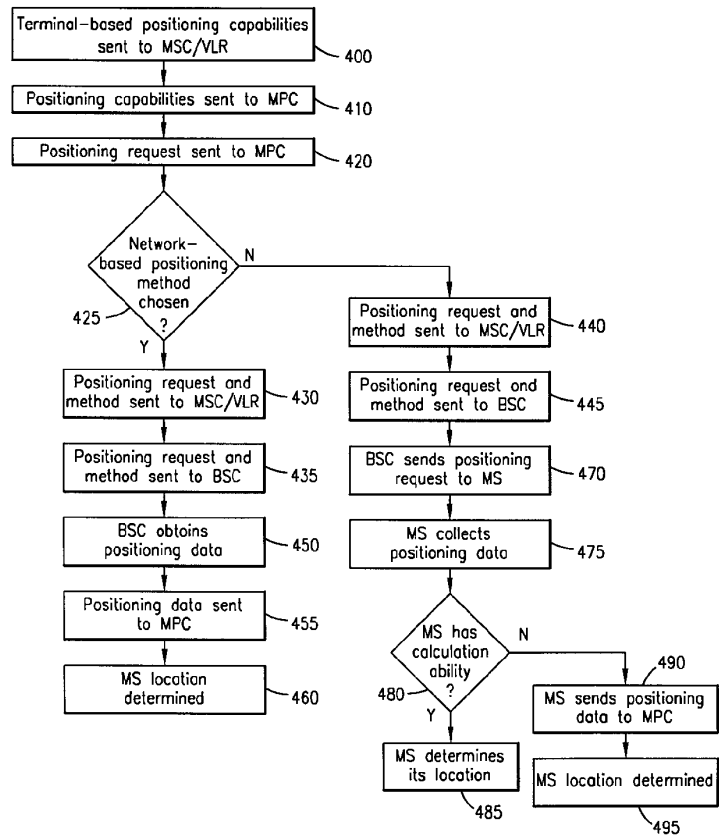 Terminal-based positioning capabilities
sent to MSC/VLR
400
Positioning capabilities sent to MPC
410
Positioning request sent to MPC
420
Network-
based positioning
method
chosen
?
425
N
Y
Positioning request and
method sent to MSC/VLR
430
Positioning request and
method sent to BSC
435
BSC obtains
positioning data
450
Positioning data sent
to MPC
455
MS location
determined
460
Positioning request and
method sent to MSC/VLR
440
Positioning request and
method sent to BSC
445
BSC sends positioning
request to MS
470
MS collects
positioning data
475
MS has
calculation
ability
?
480
N
Y
MS determines
its location
485
490
MS sends positioning
data to MPC
MS location determined
495